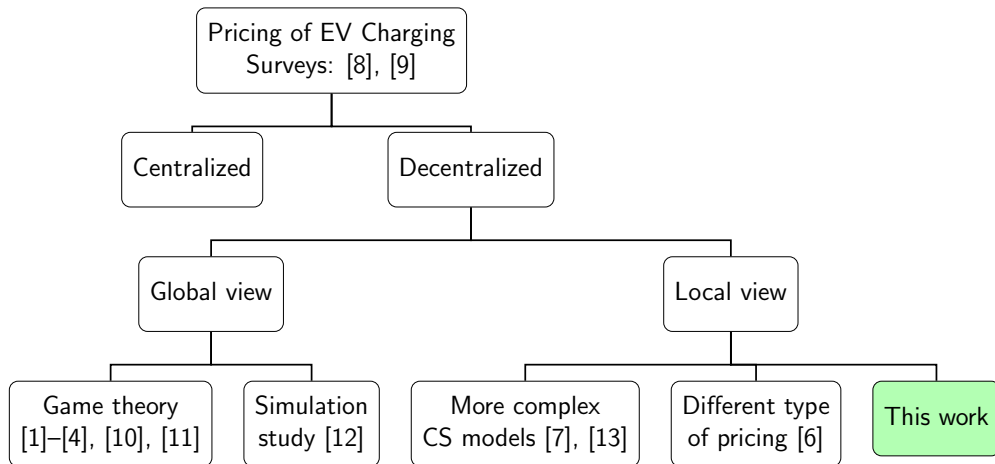 Pricing of EV Charging
Surveys: [8], [9]
Centralized
Decentralized
Global view
Local view
Game theory
[1]–[4], [10], [11]
Simulation
study [12]
More complex
CS models [7], [13]
Different type
of pricing [6]
This work